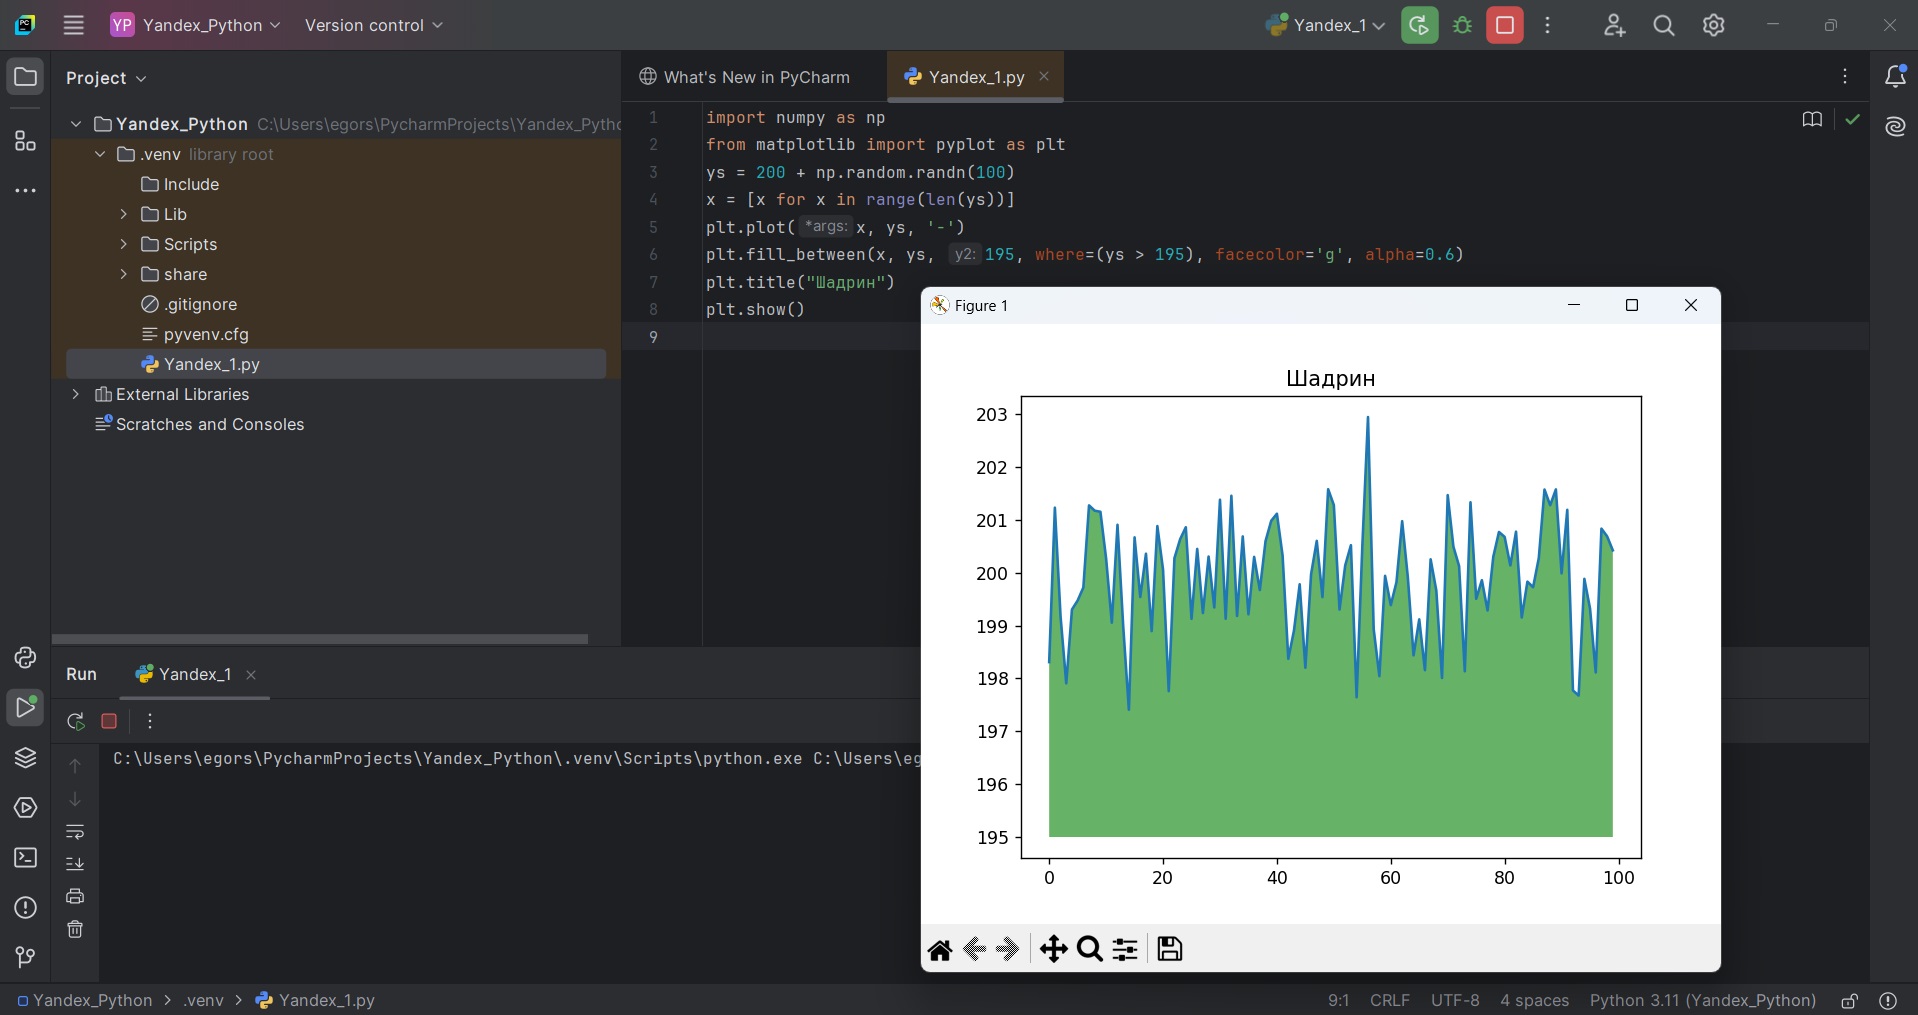 YP Yandex_Python Version control Yandex_1
Project
What's New in PyCharm Yandex_1.py
Yandex_Python C:\Users\egors\PycharmProjects\Yandex_Pytho
.venv library root
Include
Lib
Scripts
share
.gitignore
pyvenv.cfg
Yandex_1.py
External Libraries
Scratches and Consoles
1 import numpy as np
2 from matplotlib import pyplot as plt
3 ys = 200 + np.random.randn(100)
4 x = [x for x in range(len(ys))]
5 plt.plot( *args: x, ys, '-')
6 plt.fill_between(x, ys, y2: 195, where=(ys > 195), facecolor='g', alpha=0.6)
7 plt.title("Шадрин")
8 plt.show()
9
Figure 1
Шадрин
203
202
201
200
199
198
197
196
195
0 20 40 60 80 100
Run Yandex_1
C:\Users\egors\PycharmProjects\Yandex_Python\.venv\Scripts\python.exe C:\Users\eg
Yandex_Python > .venv > Yandex_1.py
9:1 CRLF UTF-8 4 spaces Python 3.11 (Yandex_Python)